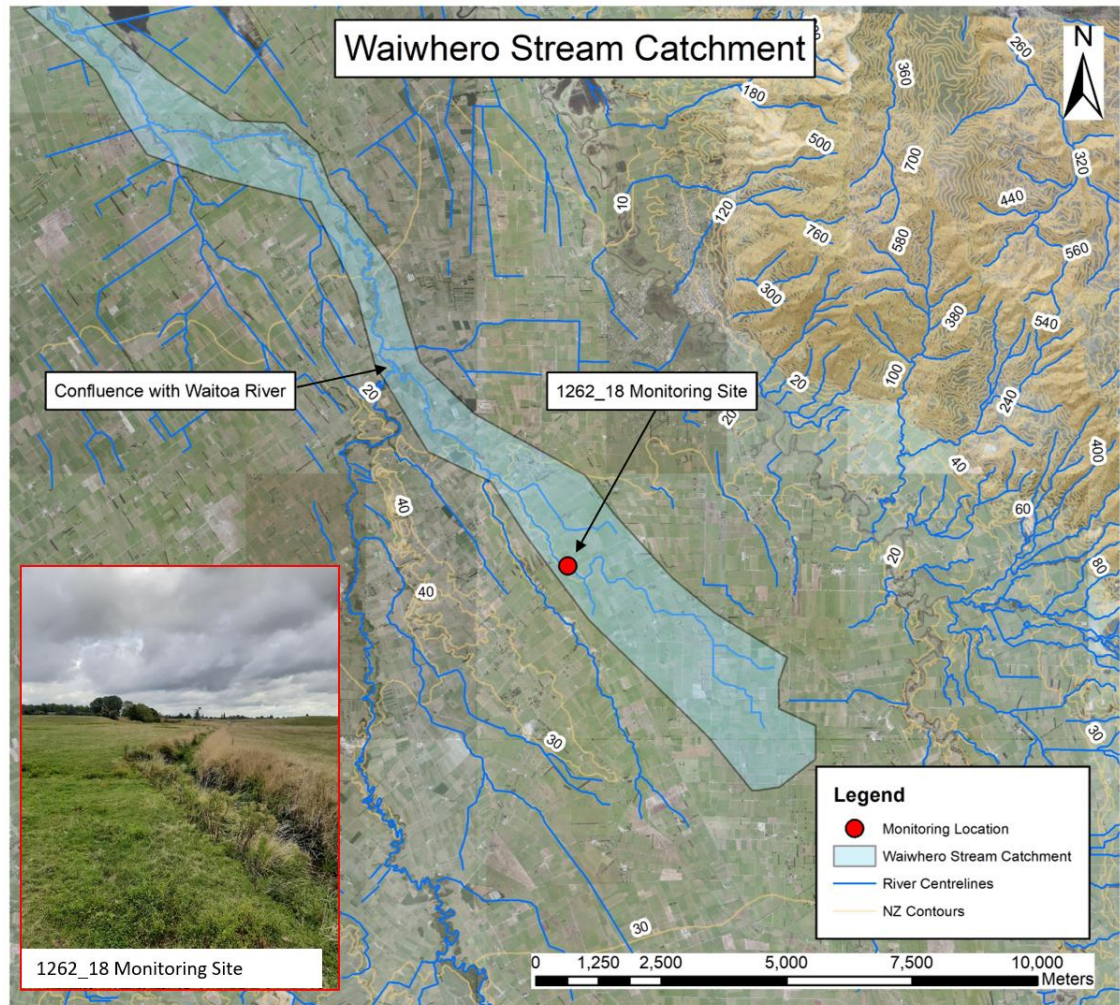 Waiwhero Stream Catchment
N
260
360
180
500
320
700
440
10
120
760
580
560
300
380
540
Confluence with Waitoa River
20
1262_18 Monitoring Site
20
100
20
240
40
400
40
60
20
80
40
30
30
30
Legend
Monitoring Location
Waiwhero Stream Catchment
River Centrelines
NZ Contours
1262_18 Monitoring Site
0 1,250 2,500 5,000 7,500 10,000
Meters